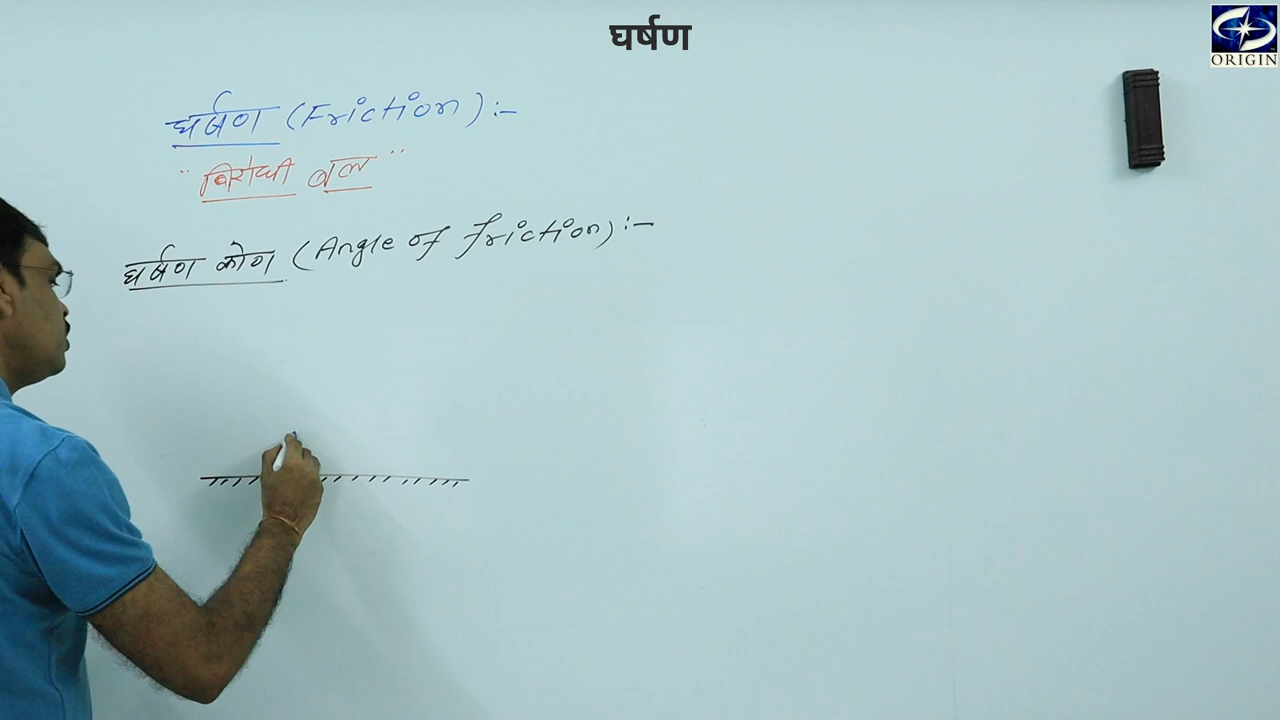 घर्षण
ORIGIN
घर्षण (Friction) :-
"विरोधी बल"
घर्षण कोण (Angle of friction) :-